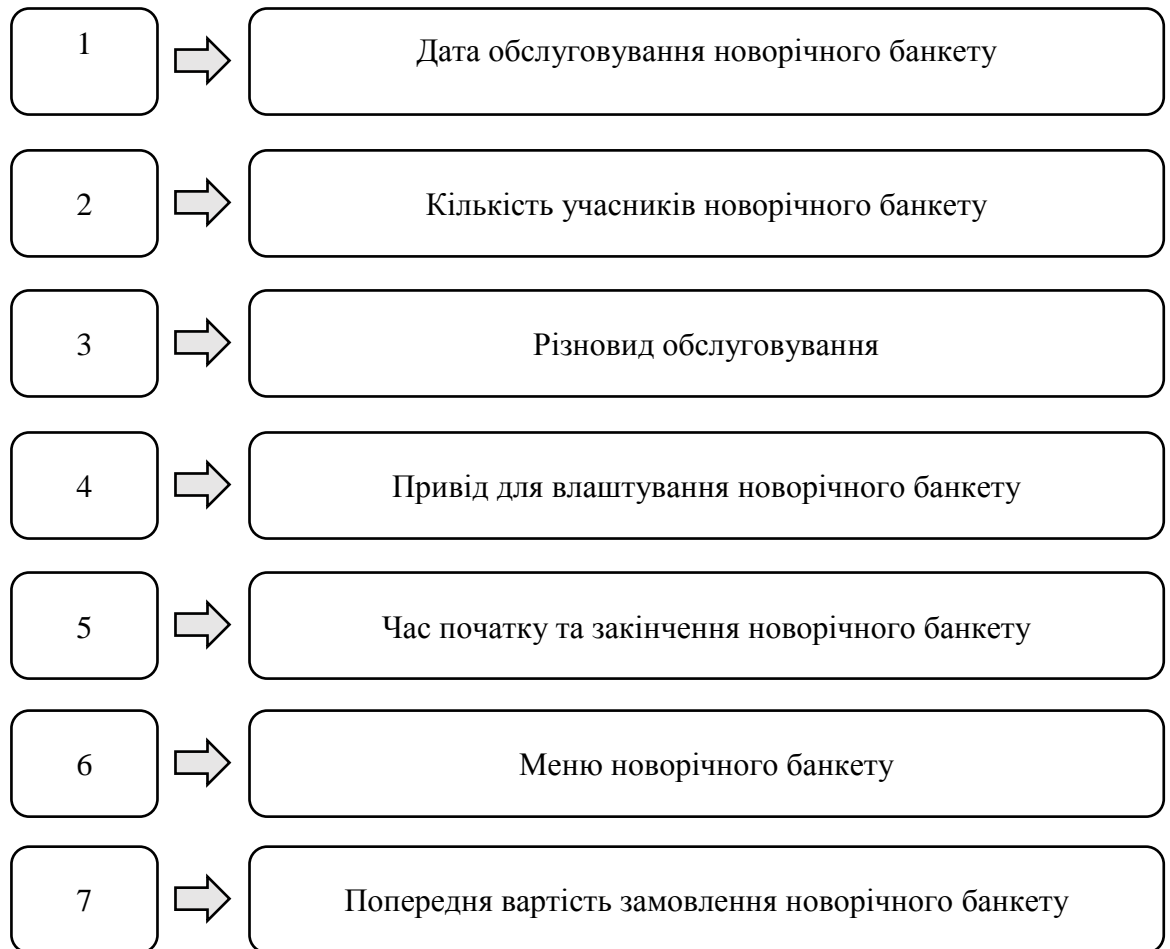 1
Дата обслуговування новорічного банкету
2
Кількість учасників новорічного банкету
3
Різновид обслуговування
4
Привід для влаштування новорічного банкету
5
Час початку та закінчення новорічного банкету
6
Меню новорічного банкету
7
Попередня вартість замовлення новорічного банкету